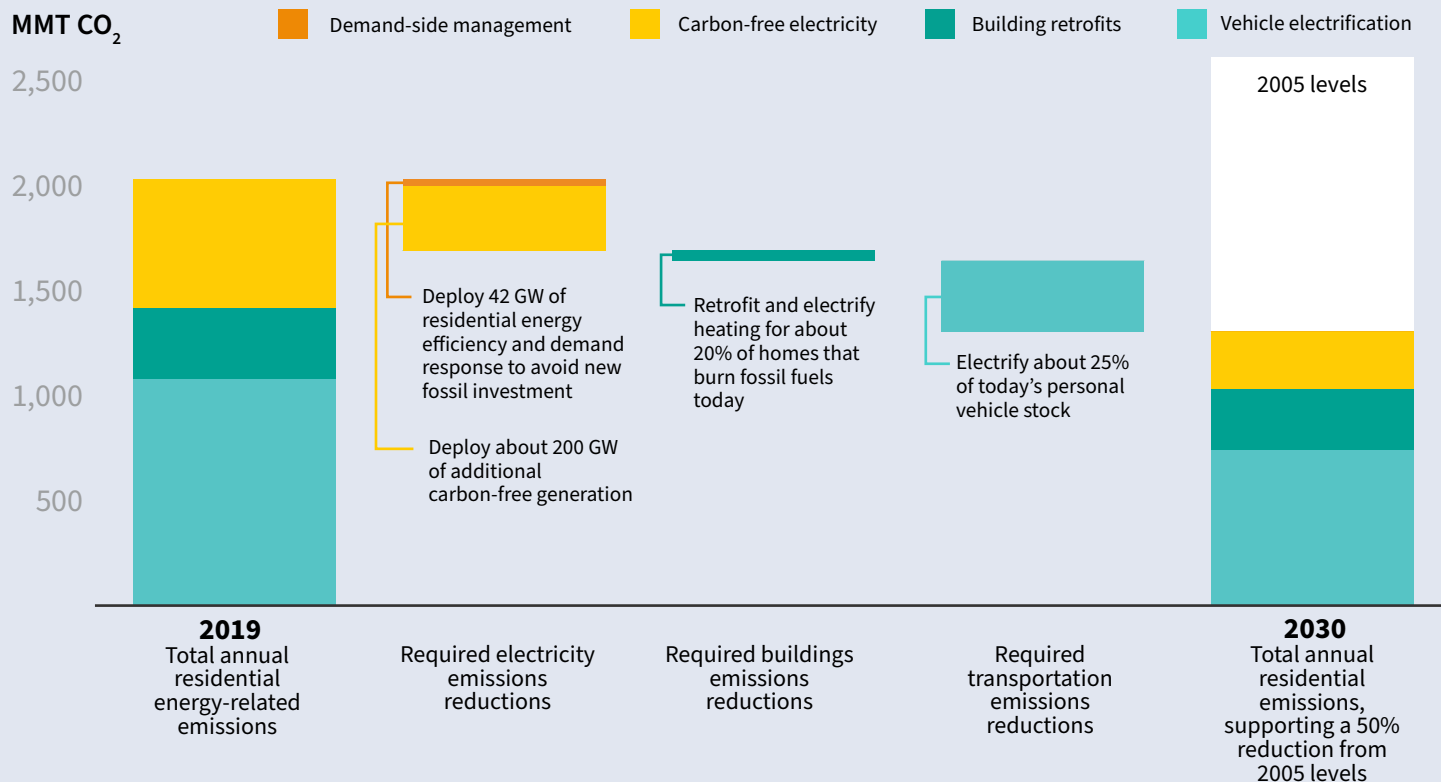 MMT CO₂
Demand-side management
Carbon-free electricity
Building retrofits
Vehicle electrification
2,500
2,000
1,500
1,000
500
2005 levels
Deploy 42 GW of
residential energy
efficiency and demand
response to avoid new
fossil investment
Deploy about 200 GW
of additional
carbon-free generation
Retrofit and electrify
heating for about
20% of homes that
burn fossil fuels
today
Electrify about 25%
of today’s personal
vehicle stock
2019
Total annual
residential
energy-related
emissions
Required electricity
emissions
reductions
Required buildings
emissions
reductions
Required
transportation
emissions
reductions
2030
Total annual
residential
emissions,
supporting a 50%
reduction from
2005 levels